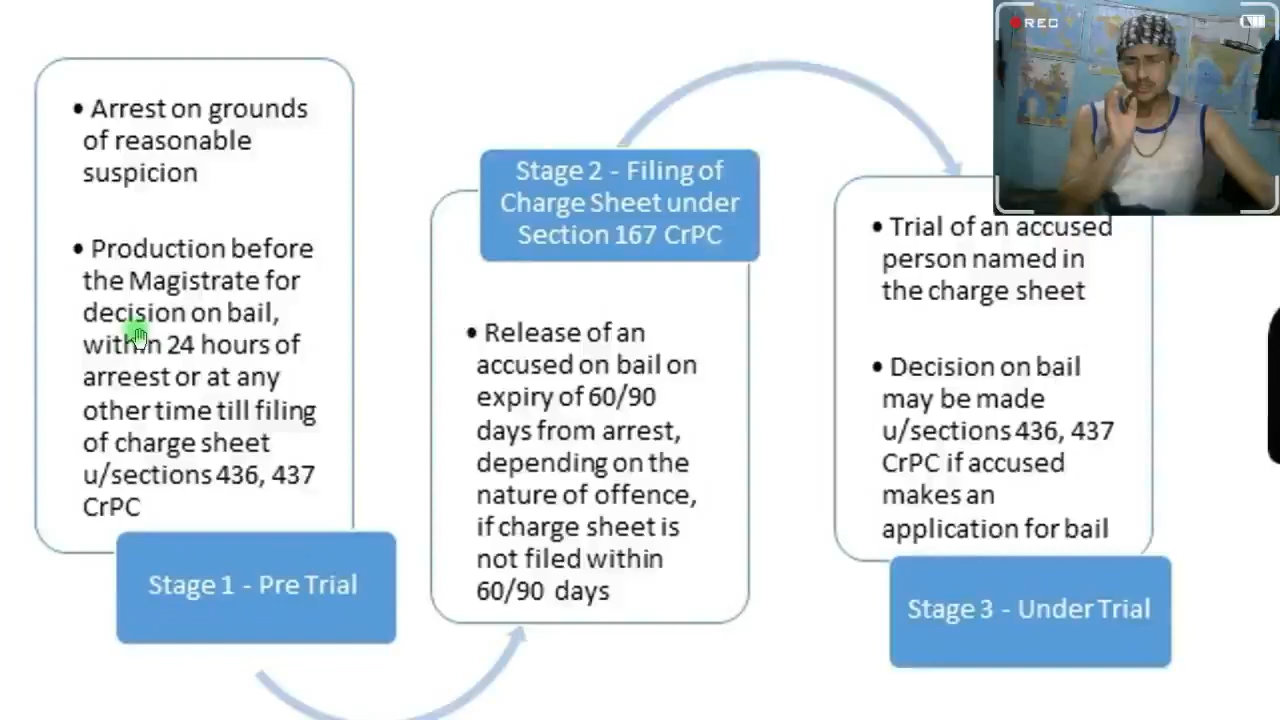 REC
• Arrest on grounds
of reasonable
suspicion
• Production before
the Magistrate for
decision on bail,
within 24 hours of
arreest or at any
other time till filing
of charge sheet
u/sections 436, 437
CrPC
Stage 1 - Pre Trial
Stage 2 - Filing of
Charge Sheet under
Section 167 CrPC
• Release of an
accused on bail on
expiry of 60/90
days from arrest,
depending on the
nature of offence,
if charge sheet is
not filed within
60/90 days
• Trial of an accused
person named in
the charge sheet
• Decision on bail
may be made
u/sections 436, 437
CrPC if accused
makes an
application for bail
Stage 3 - Under Trial